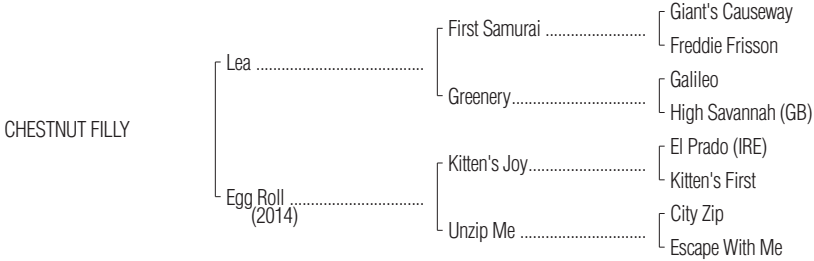 Giant's Causeway
First Samurai ........................
Freddie Frisson
Lea ........................................
Galileo
Greenery................................
High Savannah (GB)
CHESTNUT FILLY
El Prado (IRE)
Kitten's Joy............................
Kitten's First
Egg Roll ................................
(2014)
City Zip
Unzip Me ..............................
Escape With Me